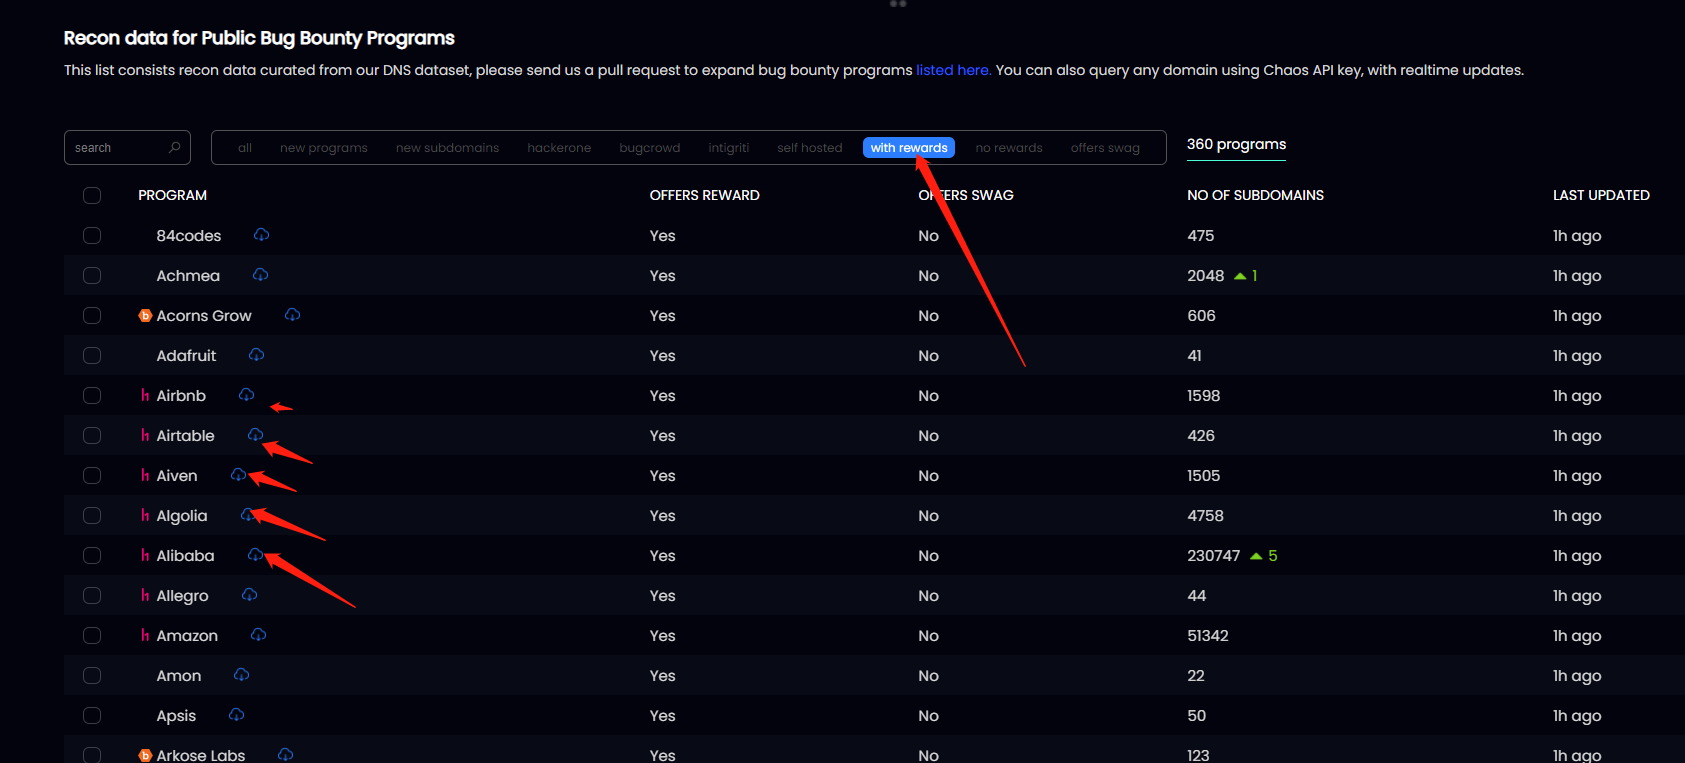 Recon data for Public Bug Bounty Programs
This list consists recon data curated from our DNS dataset, please send us a pull request to expand bug bounty programs listed here. You can also query any domain using Chaos API key, with realtime updates.
search all new programs new subdomains hackerone bugcrowd intigriti self hosted with rewards no rewards offers swag 360 programs
PROGRAM OFFERS REWARD OFFERS SWAG NO OF SUBDOMAINS LAST UPDATED
84codes Yes No 475 1h ago
Achmea Yes No 2048 1 1h ago
b Acorns Grow Yes No 606 1h ago
Adafruit Yes No 41 1h ago
h1 Airbnb Yes No 1598 1h ago
h1 Airtable Yes No 426 1h ago
h1 Aiven Yes No 1505 1h ago
h1 Algolia Yes No 4758 1h ago
h1 Alibaba Yes No 230747 5 1h ago
h1 Allegro Yes No 44 1h ago
h1 Amazon Yes No 51342 1h ago
Amon Yes No 22 1h ago
Apsis Yes No 50 1h ago
b Arkose Labs Yes No 123 1h ago